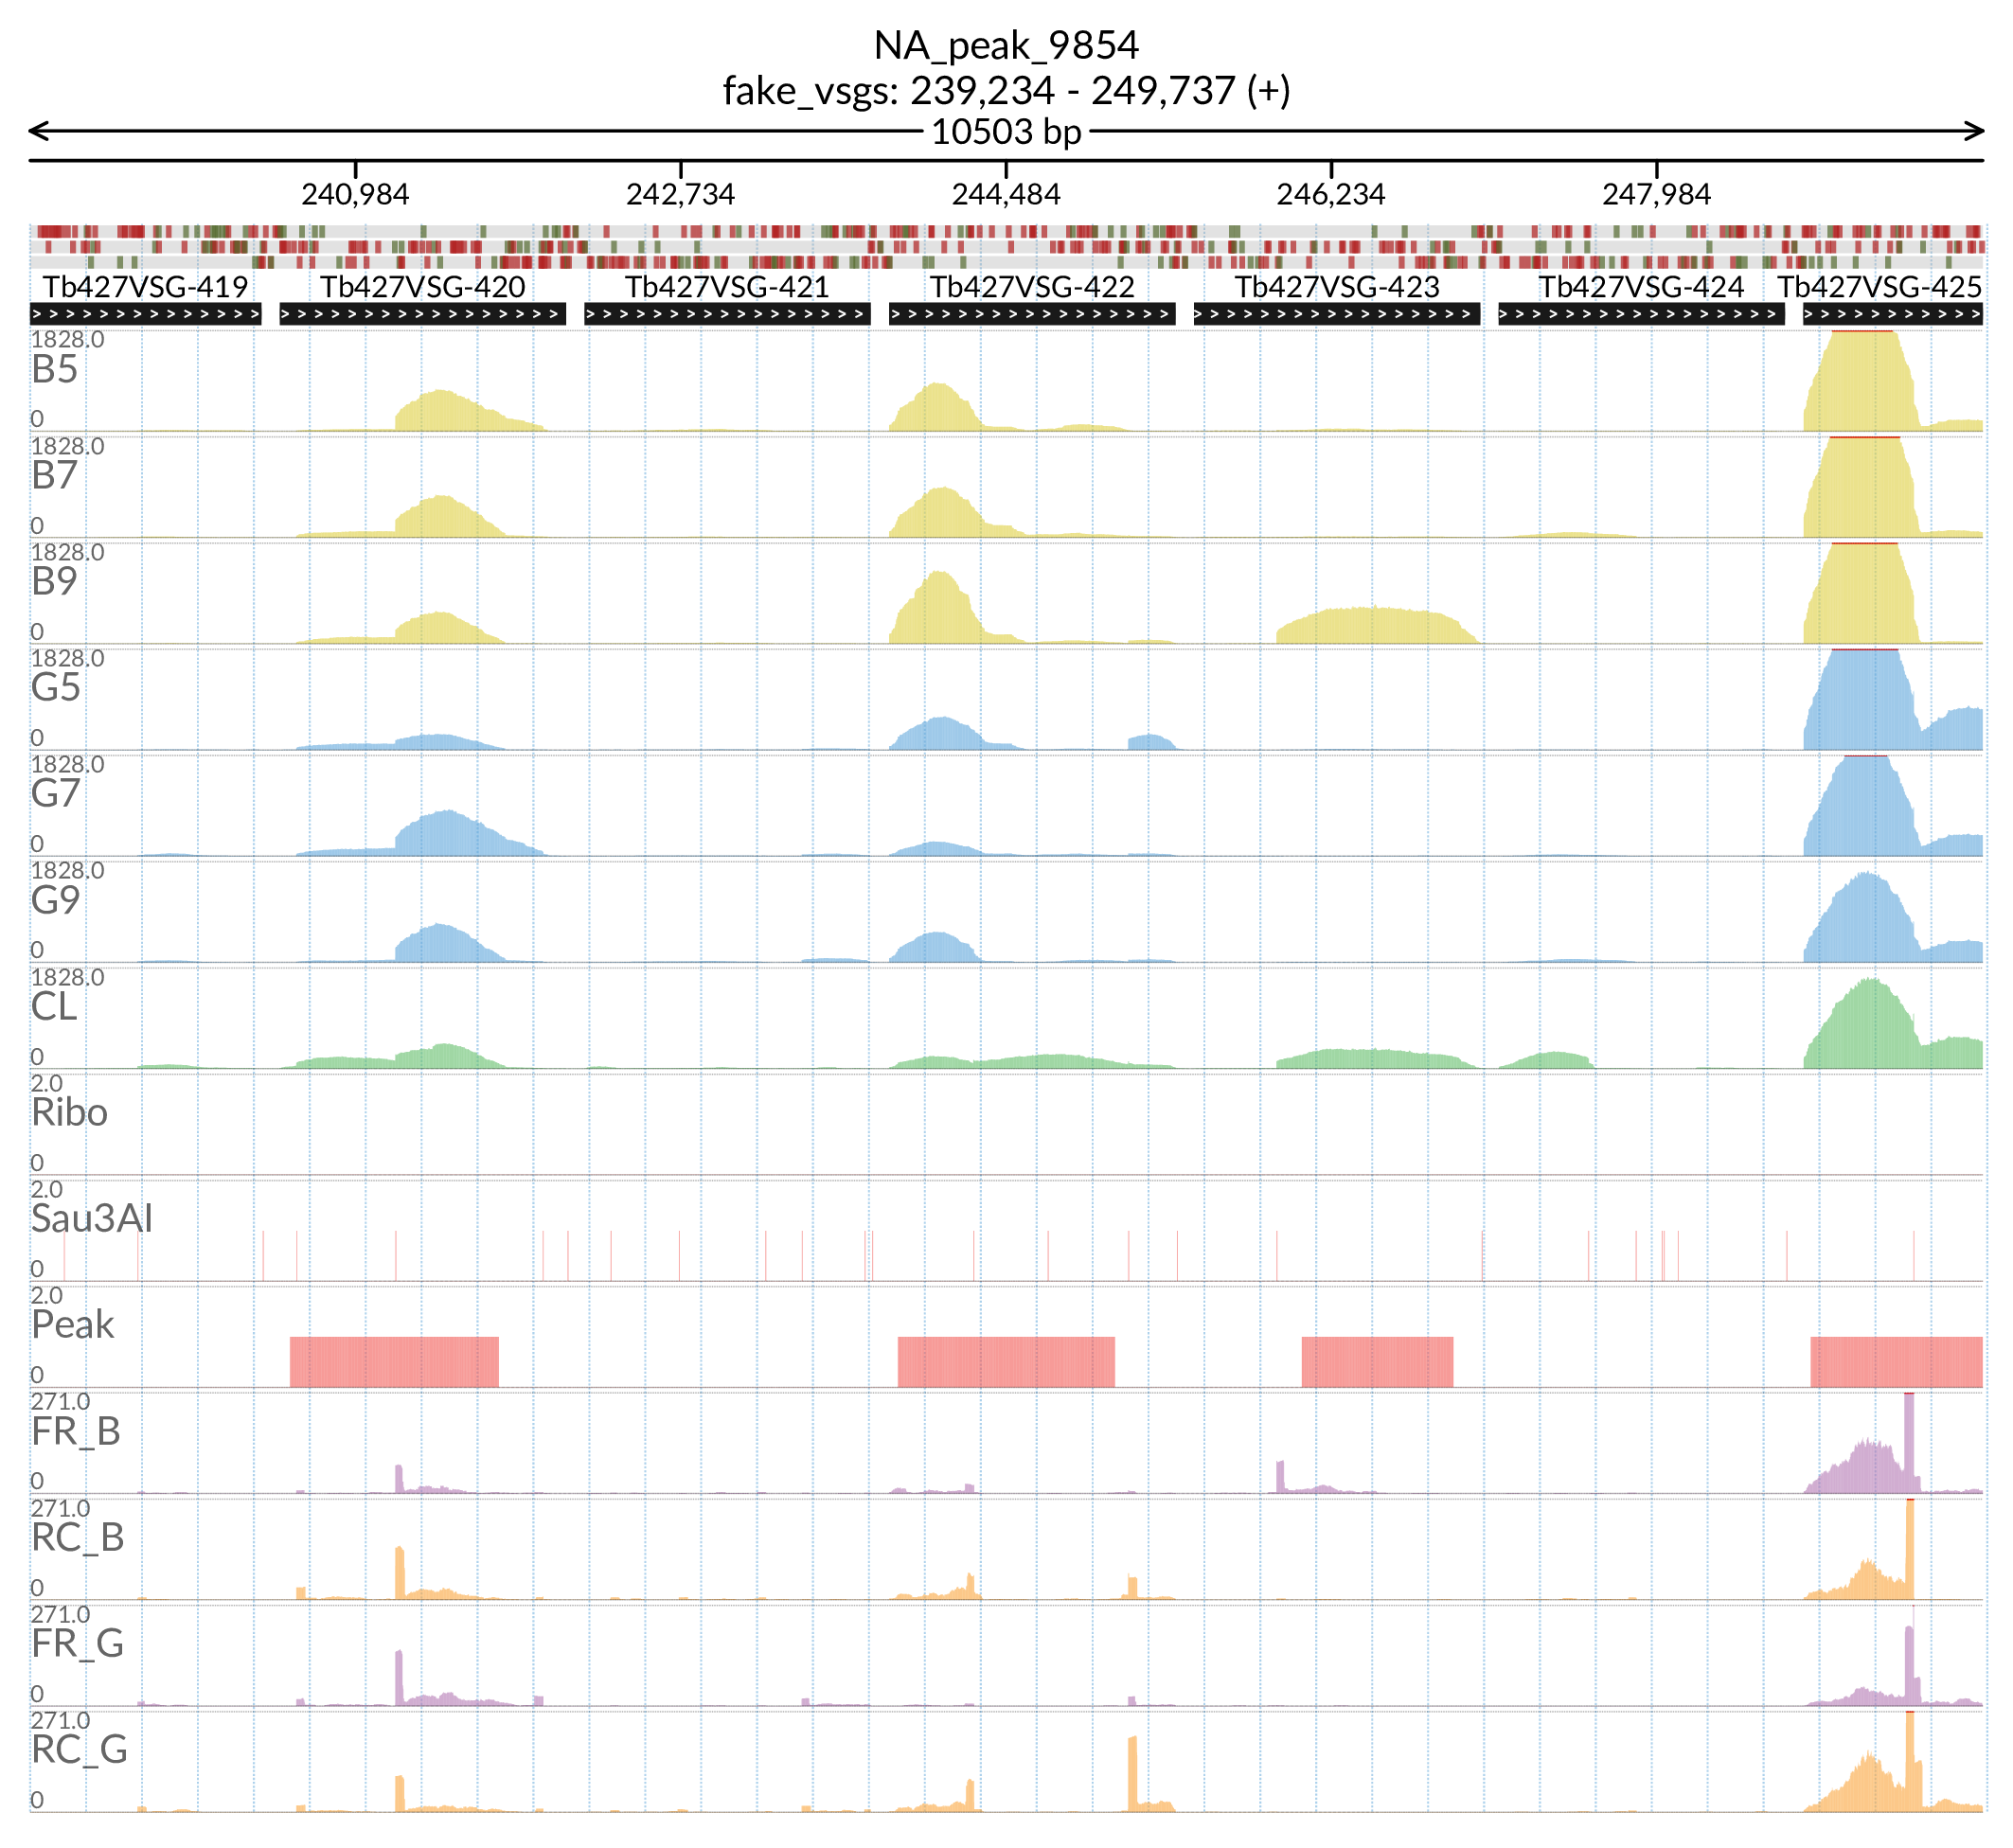 NA_peak_9854
fake_vsgs: 239,234 - 249,737 (+)
10503 bp
240,984 242,734 244,484 246,234 247,984
Tb427VSG-419 Tb427VSG-420 Tb427VSG-421 Tb427VSG-422 Tb427VSG-423 Tb427VSG-424 Tb427VSG-425
1828.0
B5
0
1828.0
B7
0
1828.0
B9
0
1828.0
G5
0
1828.0
G7
0
1828.0
G9
0
1828.0
CL
0
2.0
Ribo
0
2.0
Sau3AI
0
2.0
Peak
0
271.0
FR_B
0
271.0
RC_B
0
271.0
FR_G
0
271.0
RC_G
0